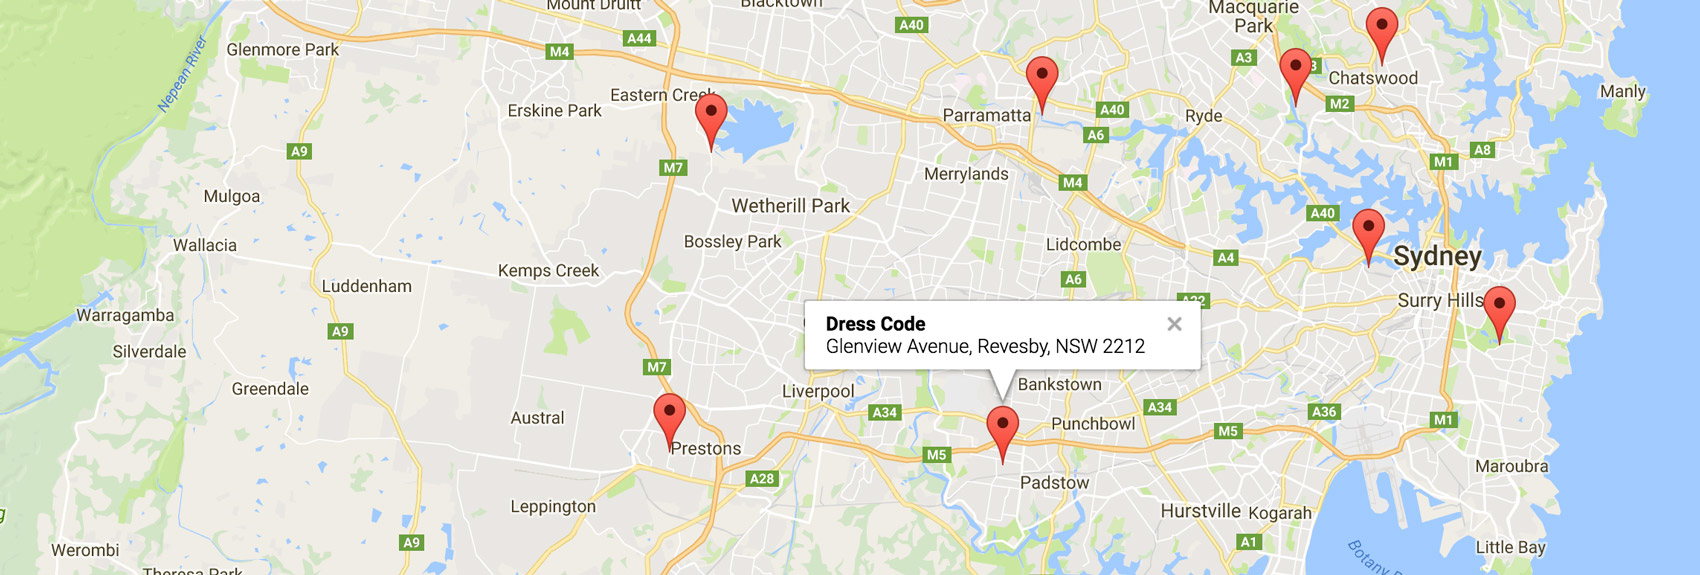 Mount Druitt
Blacktown
Macquarie
Park
A40
A44
M4
Glenmore Park
A3
Chatswood
Nepean River
Eastern Creek
Erskine Park
M2
Manly
A40
Parramatta
Ryde
A6
A9
M7
A8
M1
Merrylands
M4
Mulgoa
Wetherill Park
A40
Wallacia
Bossley Park
Lidcombe
Sydney
A4
Kemps Creek
A6
Luddenham
Surry Hills
A22
Warragamba
Dress Code
Glenview Avenue, Revesby, NSW 2212
A9
Silverdale
M7
Greendale
Liverpool
Bankstown
Austral
A34
A34
A36
M1
Punchbowl
M5
Prestons
M5
Maroubra
A28
Padstow
Leppington
Hurstville
Kogarah
A9
A1
Werombi
Little Bay
Botany
Theresa Park